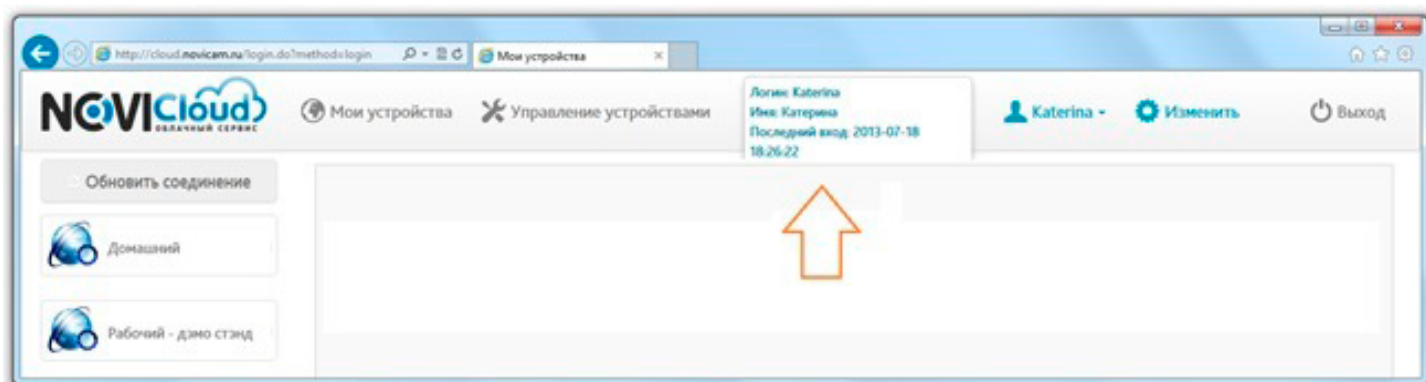 http://cloud.novicam.ru/login.do?method=login
Мои устройства
NOVICloud
ОБЛАЧНЫЙ СЕРВИС
Мои устройства
Управление устройствами
Логин: Katerina
Имя: Катерина
Последний вход: 2013-07-18
18:26:22
Katerina
Изменить
Выход
Обновить соединение
Домашний
Рабочий - дэмо стэнд